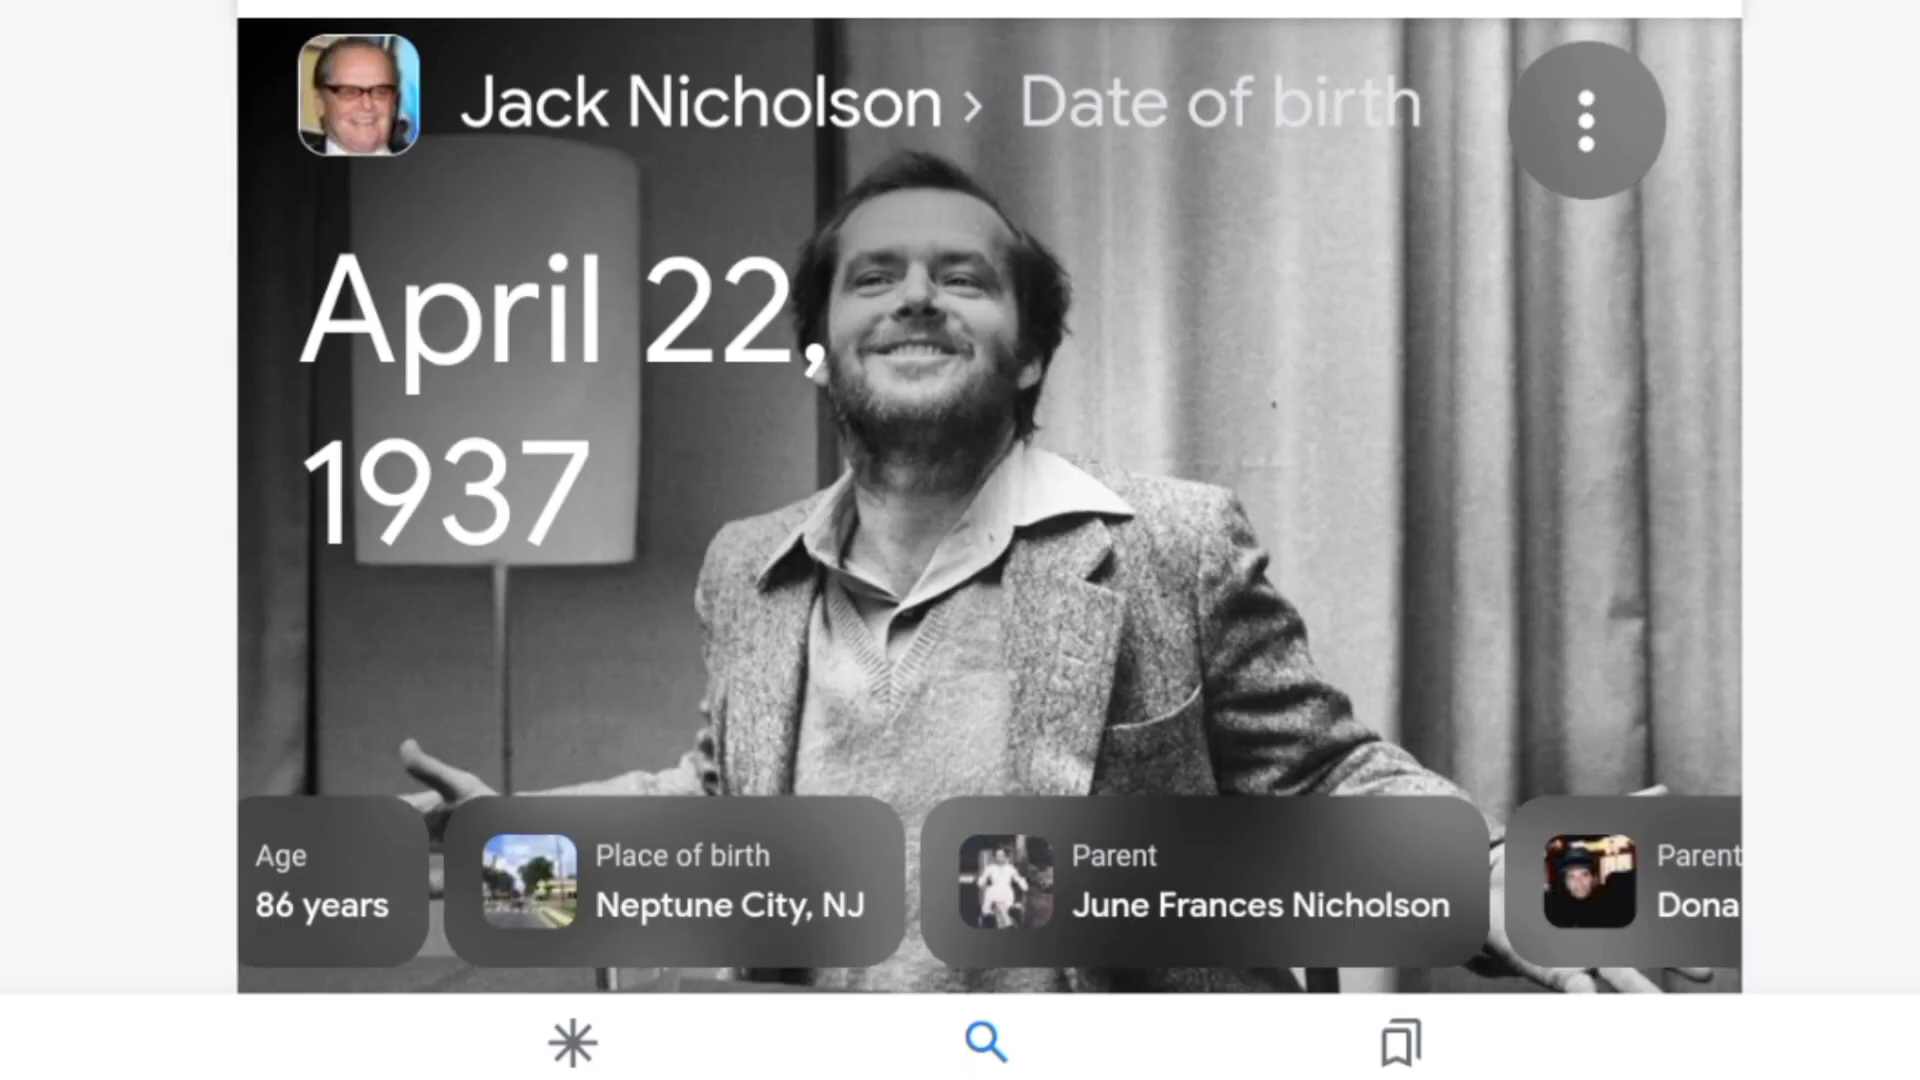 Jack Nicholson › Date of birth
April 22,
1937
Age
86 years
Place of birth
Neptune City, NJ
Parent
June Frances Nicholson
Parent
Dona